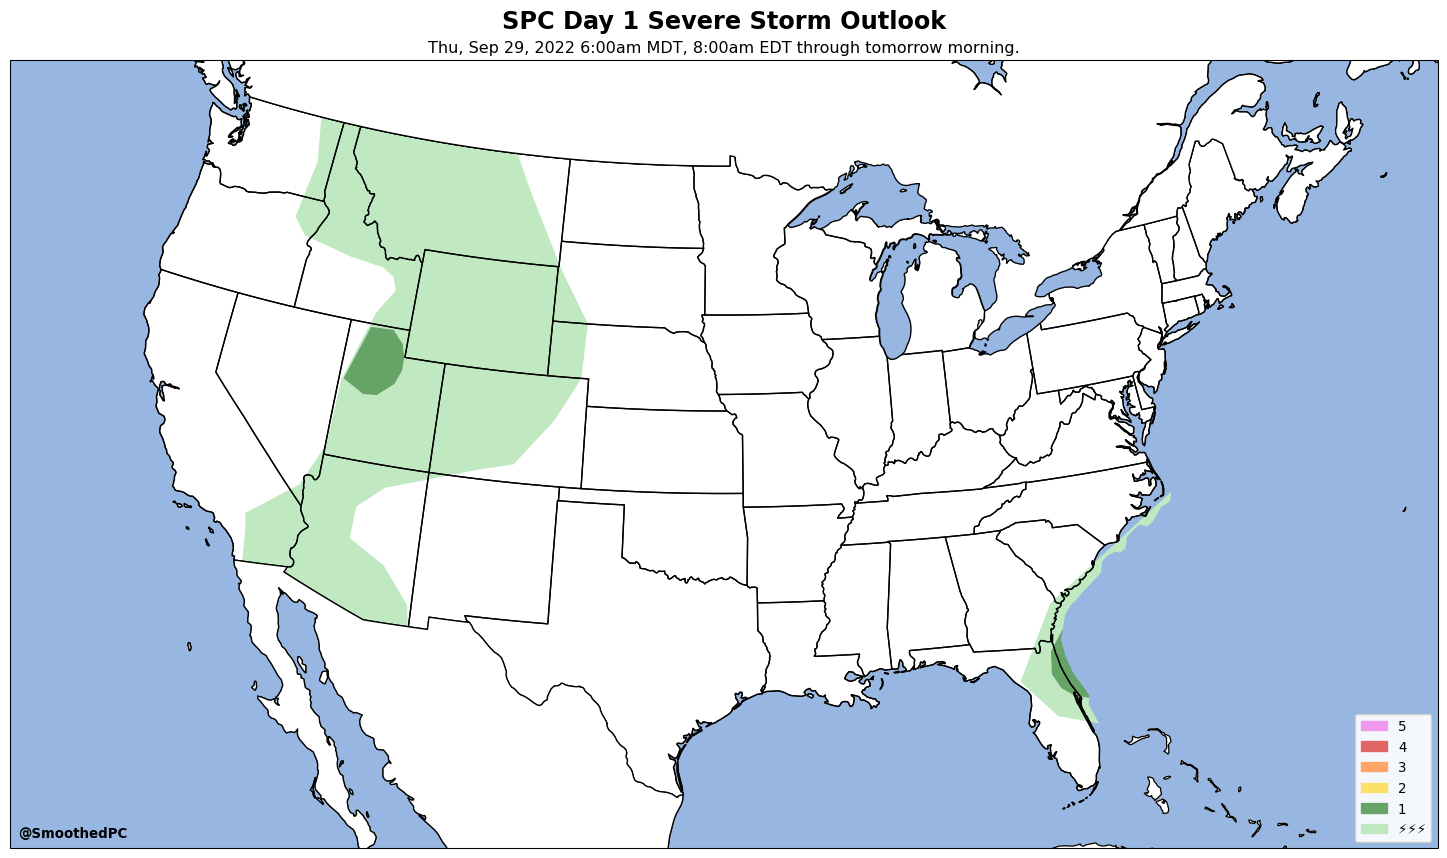 SPC Day 1 Severe Storm Outlook
Thu, Sep 29, 2022 6:00am MDT, 8:00am EDT through tomorrow morning.
5
4
3
2
1
⚡⚡⚡
@SmoothedPC